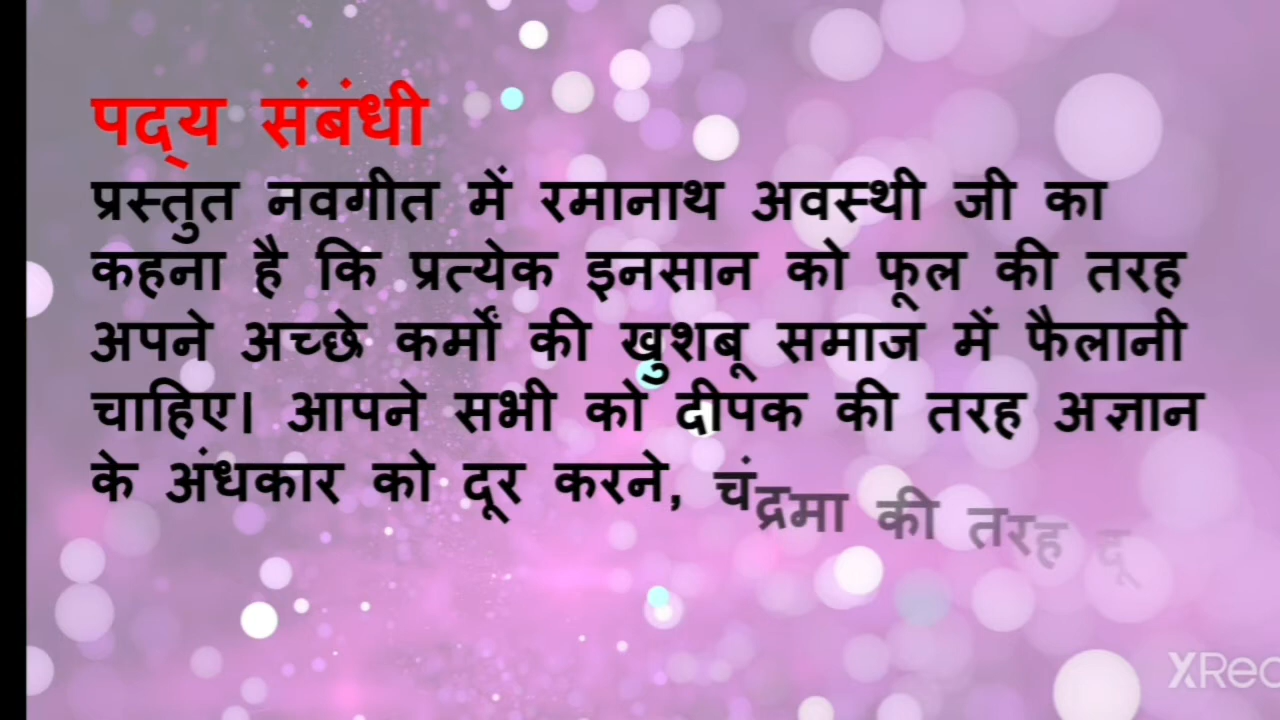 पद्‌य संबंधी
प्रस्तुत नवगीत में रमानाथ अवस्थी जी का
कहना है कि प्रत्येक इनसान को फूल की तरह
अपने अच्छे कर्मों की खुशबू समाज में फैलानी
चाहिए। आपने सभी को दीपक की तरह अज्ञान
के अंधकार को दूर करने, चंद्रमा की तरह
XRec